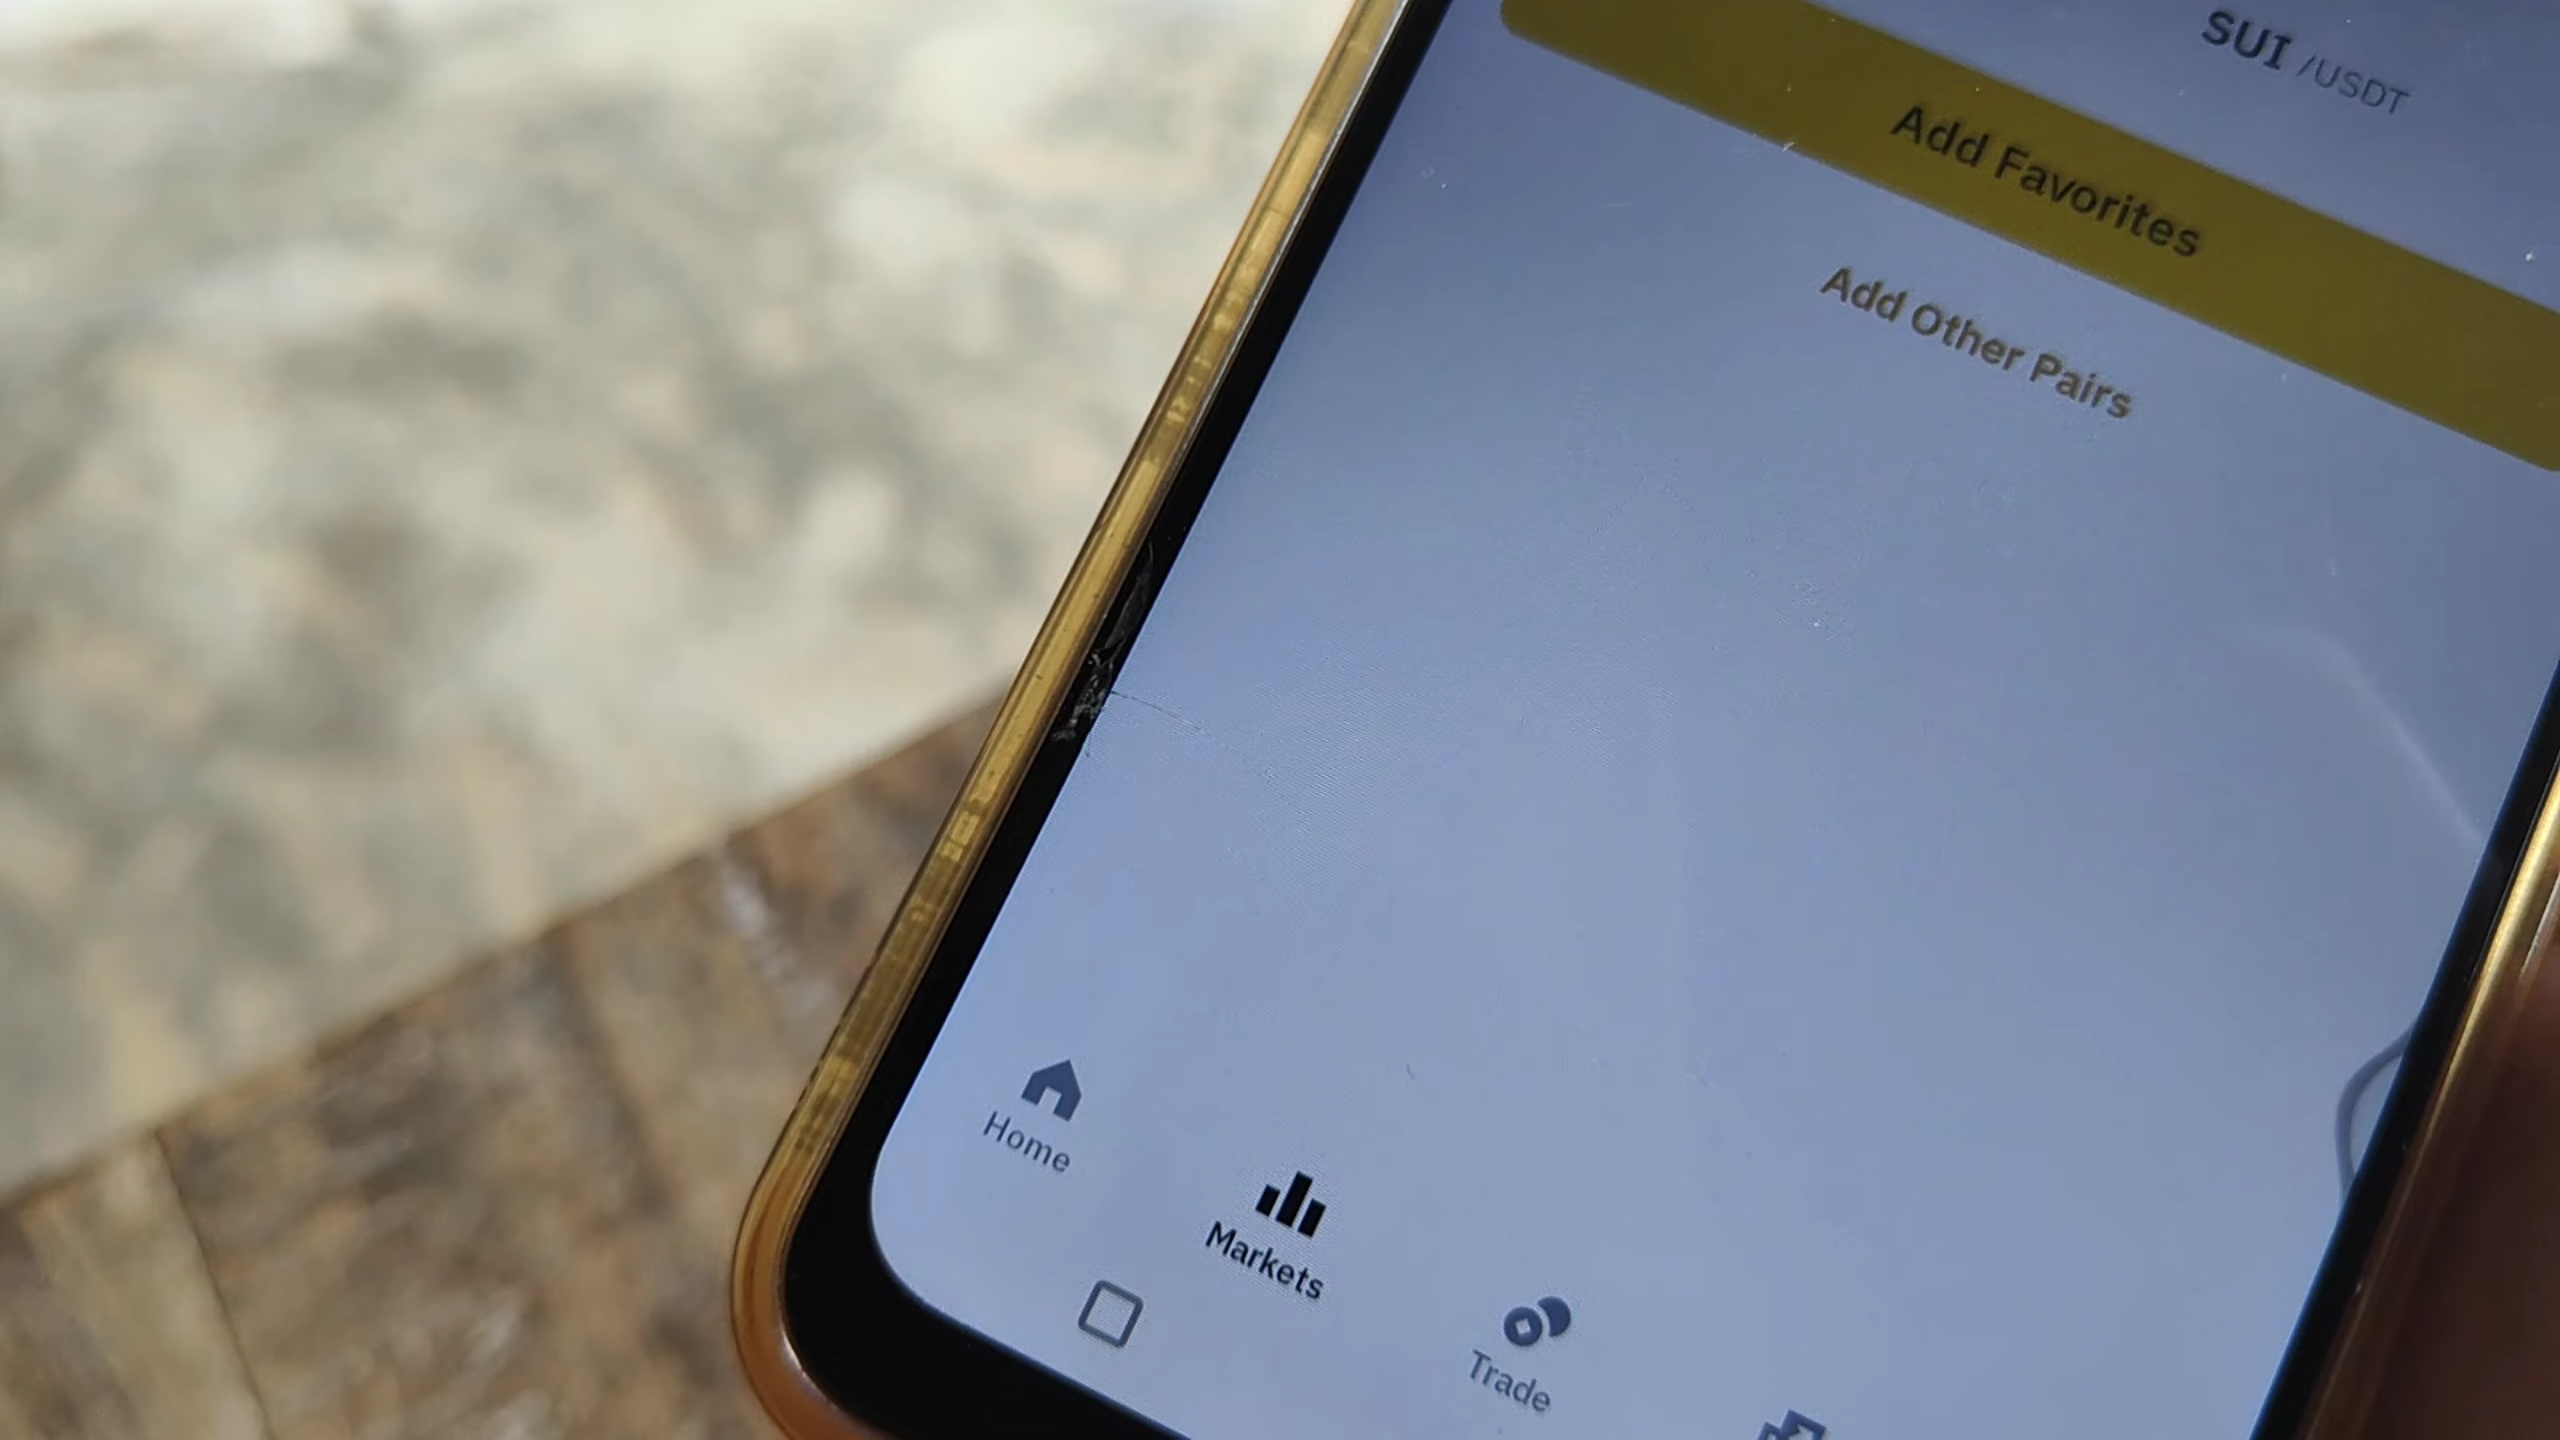 SUI /USDT
Add Favorites
Add Other Pairs
Home
Markets
Trade